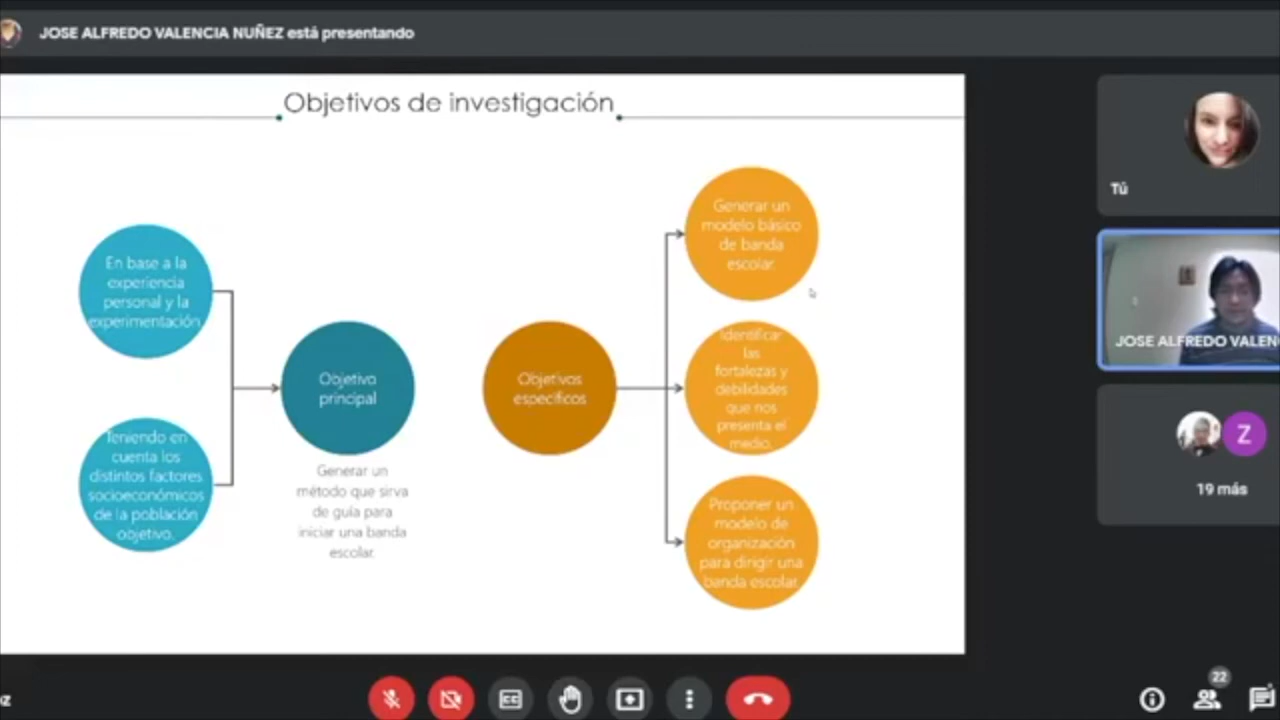 JOSE ALFREDO VALENCIA NUÑEZ está presentando
Objetivos de investigación
En base a la
experiencia
personal y la
experimentación.
Teniendo en
cuenta los
distintos factores
socioeconómicos
de la población
objetivo.
Objetivo
principal
Generar un
método que sirva
de guía para
iniciar una banda
escolar.
Objetivos
específicos
Generar un
modelo básico
de banda
escolar.
Identificar
las
fortalezas y
debilidades
que nos
presenta el
medio.
Proponer un
modelo de
organización
para dirigir una
banda escolar.
Tú
JOSE ALFREDO VALEN
Z
19 más
CC
22